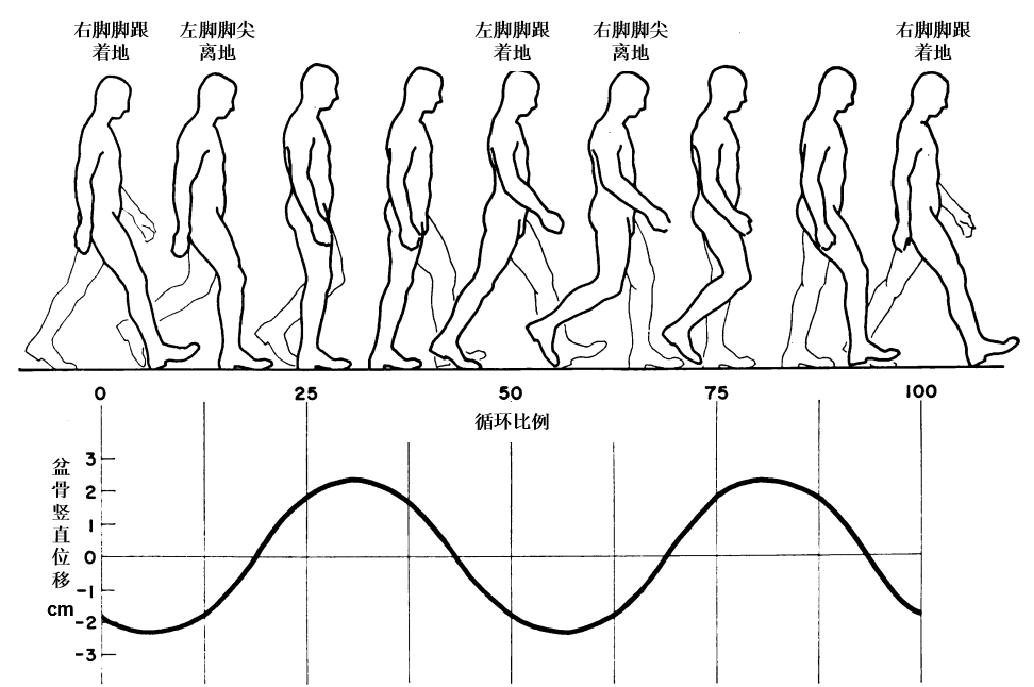 右脚脚跟
着地
左脚脚尖
离地
左脚脚跟
着地
右脚脚尖
离地
右脚脚跟
着地
0
25
50
75
100
循环比例
盆骨竖直位移
cm
3
2
1
0
-1
-2
-3